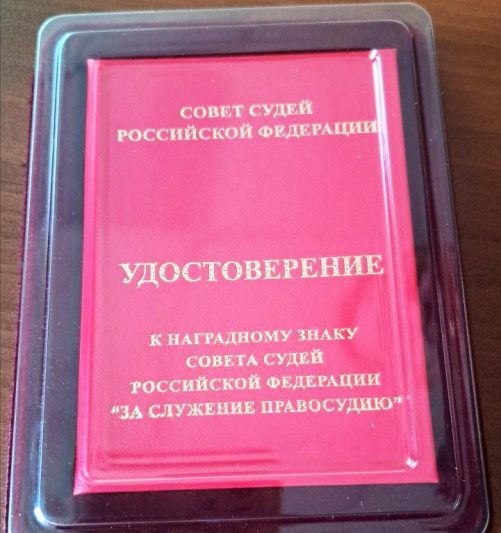 СОВЕТ СУДЕЙ
РОССИЙСКОЙ ФЕДЕРАЦИИ
УДОСТОВЕРЕНИЕ
К НАГРАДНОМУ ЗНАКУ
СОВЕТА СУДЕЙ
РОССИЙСКОЙ ФЕДЕРАЦИИ
“ЗА СЛУЖЕНИЕ ПРАВОСУДИЮ”